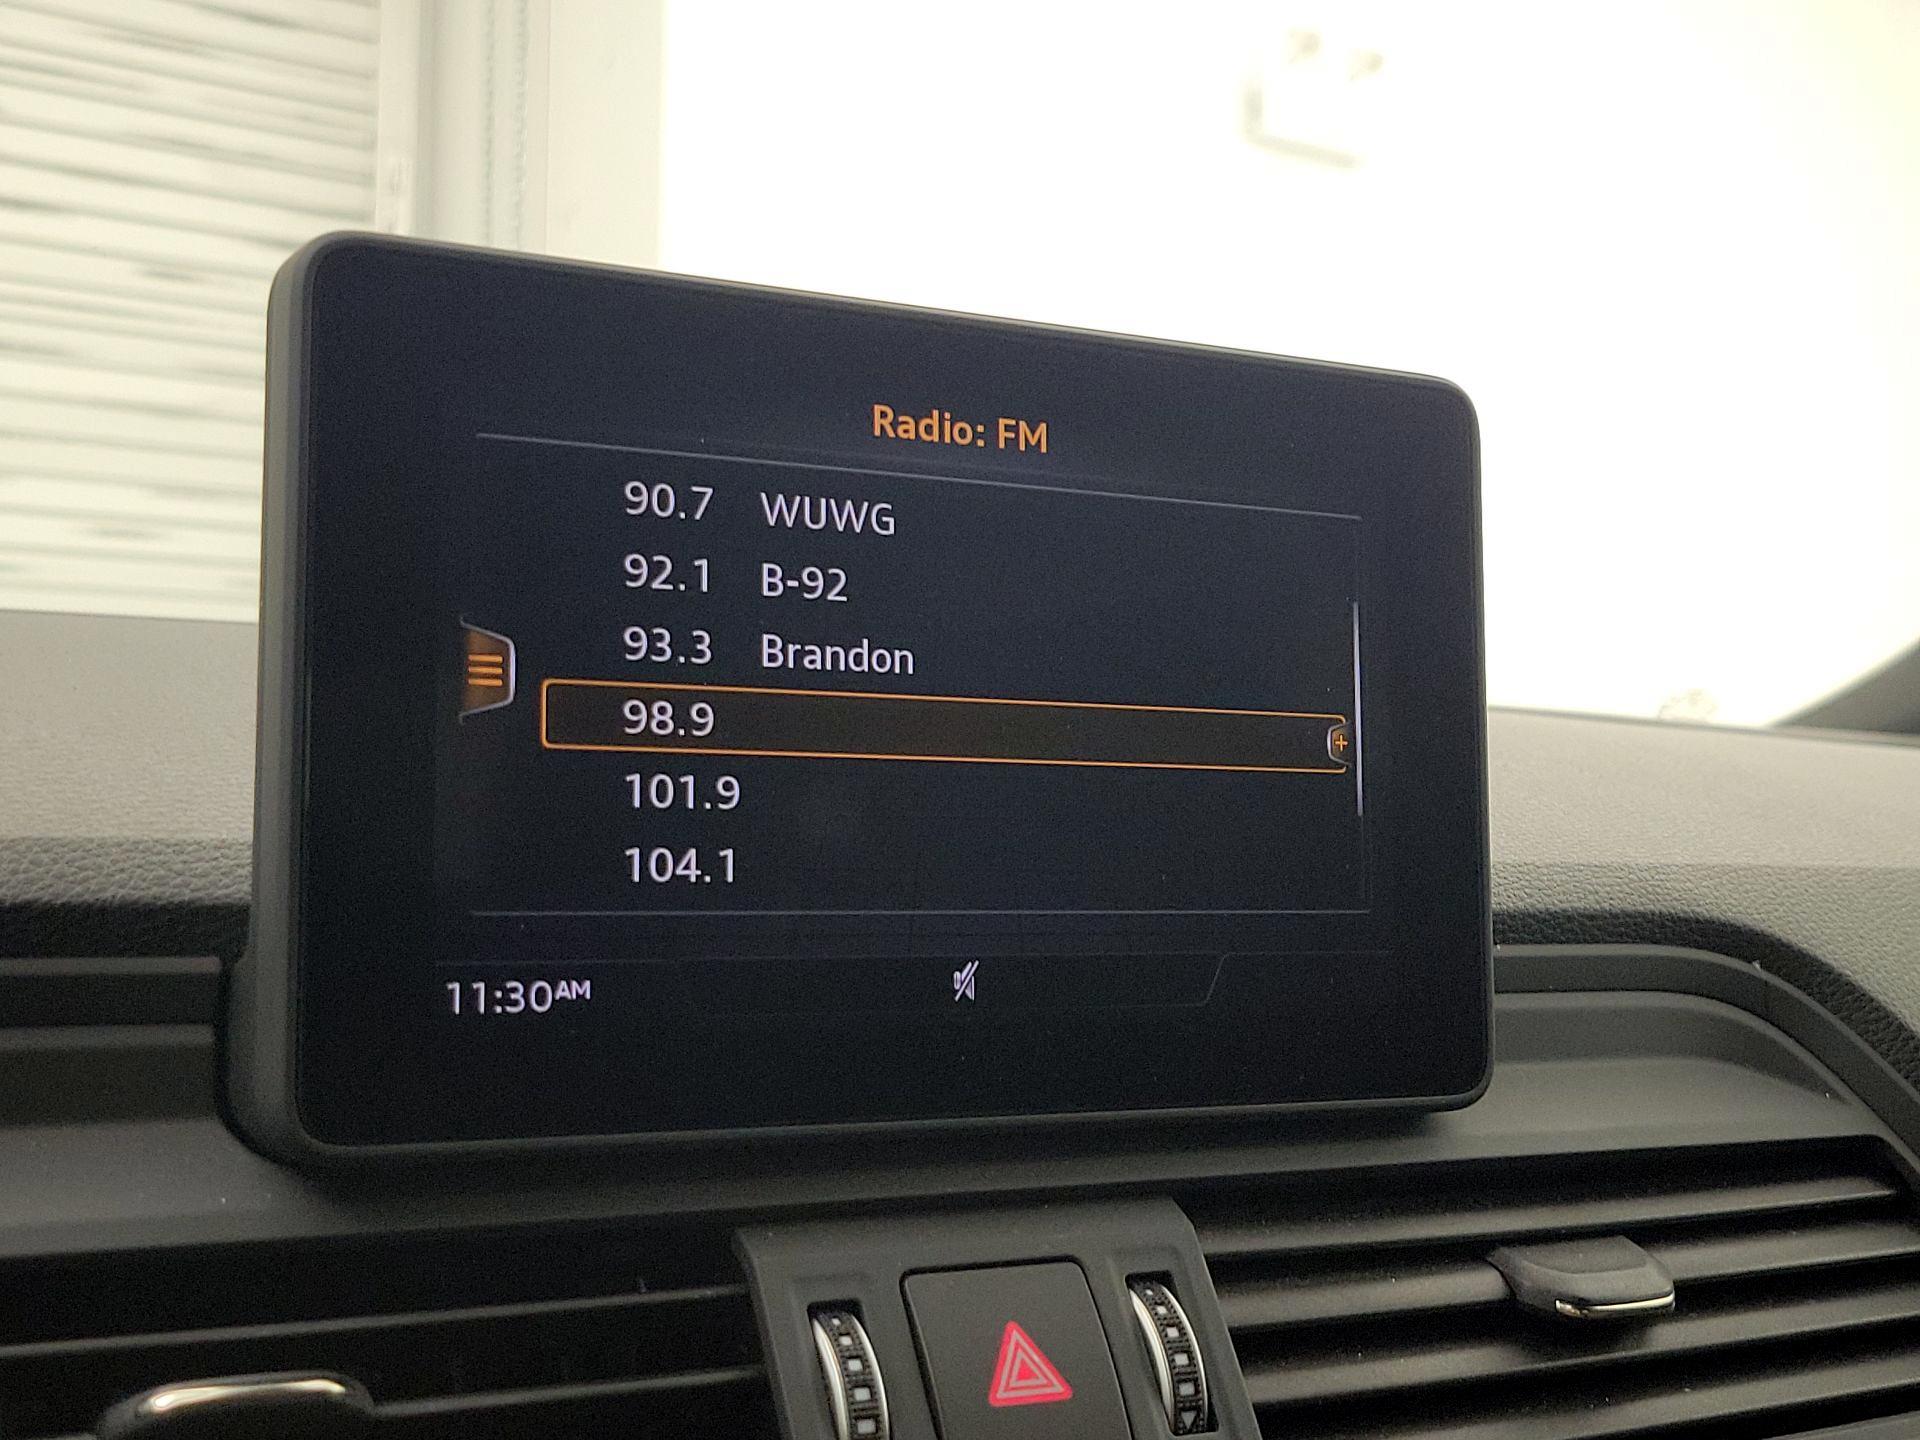 Radio: FM
90.7 WUWG
92.1 B-92
93.3 Brandon
98.9
101.9
104.1
11:30AM